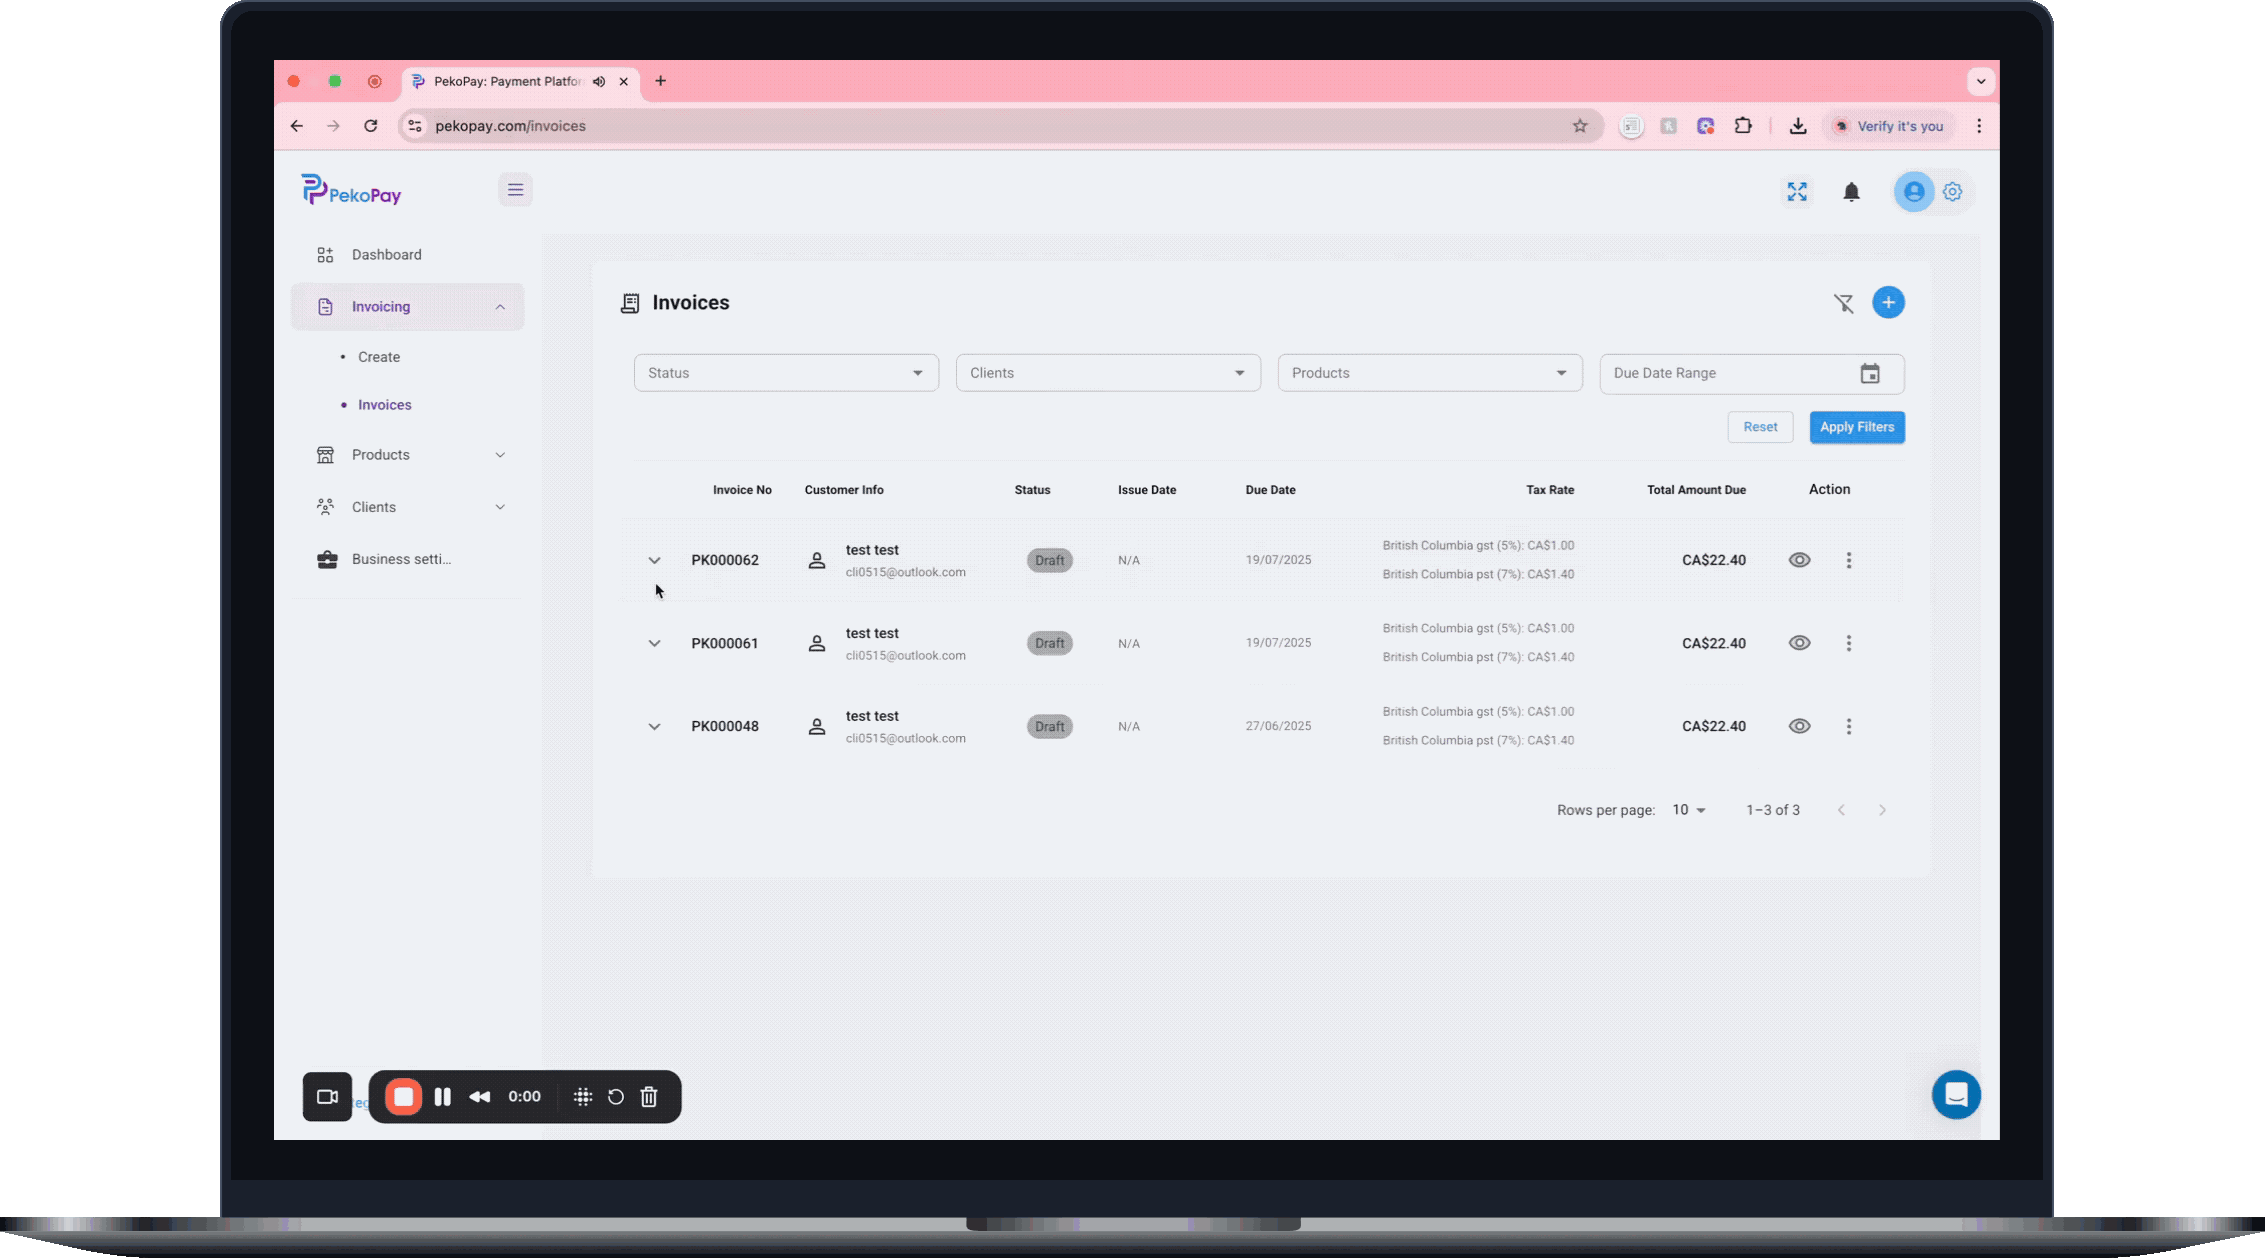 PekoPay: Payment Platfor
pekopay.com/invoices
Verify it's you
PekoPay
Dashboard
Invoicing
Create
Invoices
Products
Clients
Business setti...
Invoices
Status
Clients
Products
Due Date Range
Reset
Apply Filters
Invoice No Customer Info Status Issue Date Due Date Tax Rate Total Amount Due Action
PK000062 test test cli0515@outlook.com Draft N/A 19/07/2025 British Columbia gst (5%): CA$1.00 British Columbia pst (7%): CA$1.40 CA$22.40
PK000061 test test cli0515@outlook.com Draft N/A 19/07/2025 British Columbia gst (5%): CA$1.00 British Columbia pst (7%): CA$1.40 CA$22.40
PK000048 test test cli0515@outlook.com Draft N/A 27/06/2025 British Columbia gst (5%): CA$1.00 British Columbia pst (7%): CA$1.40 CA$22.40
Rows per page: 10 1–3 of 3
0:00